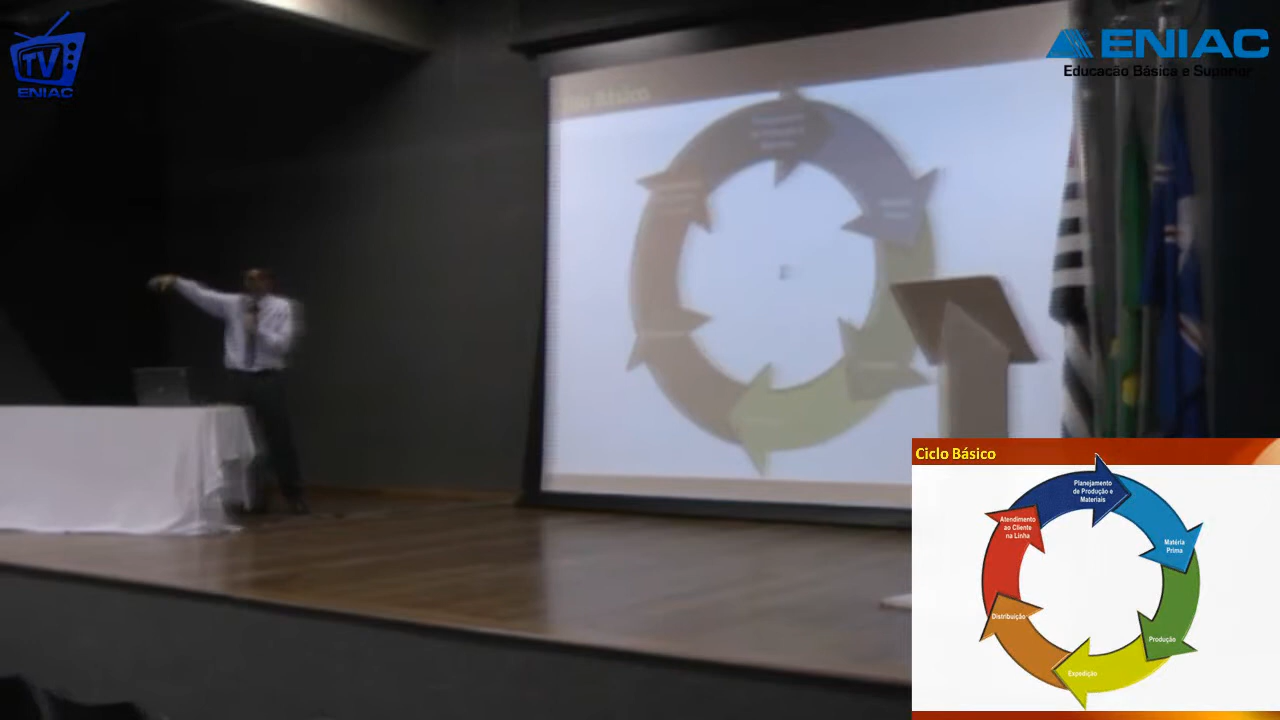 TV
ENIAC
ENIAC
Educação Básica e Superior
Básico
Ciclo Básico
Planejamento
de Produção e
Materiais
Atendimento
ao Cliente
na Linha
Matéria
Prima
Distribuição
Produção
Expedição